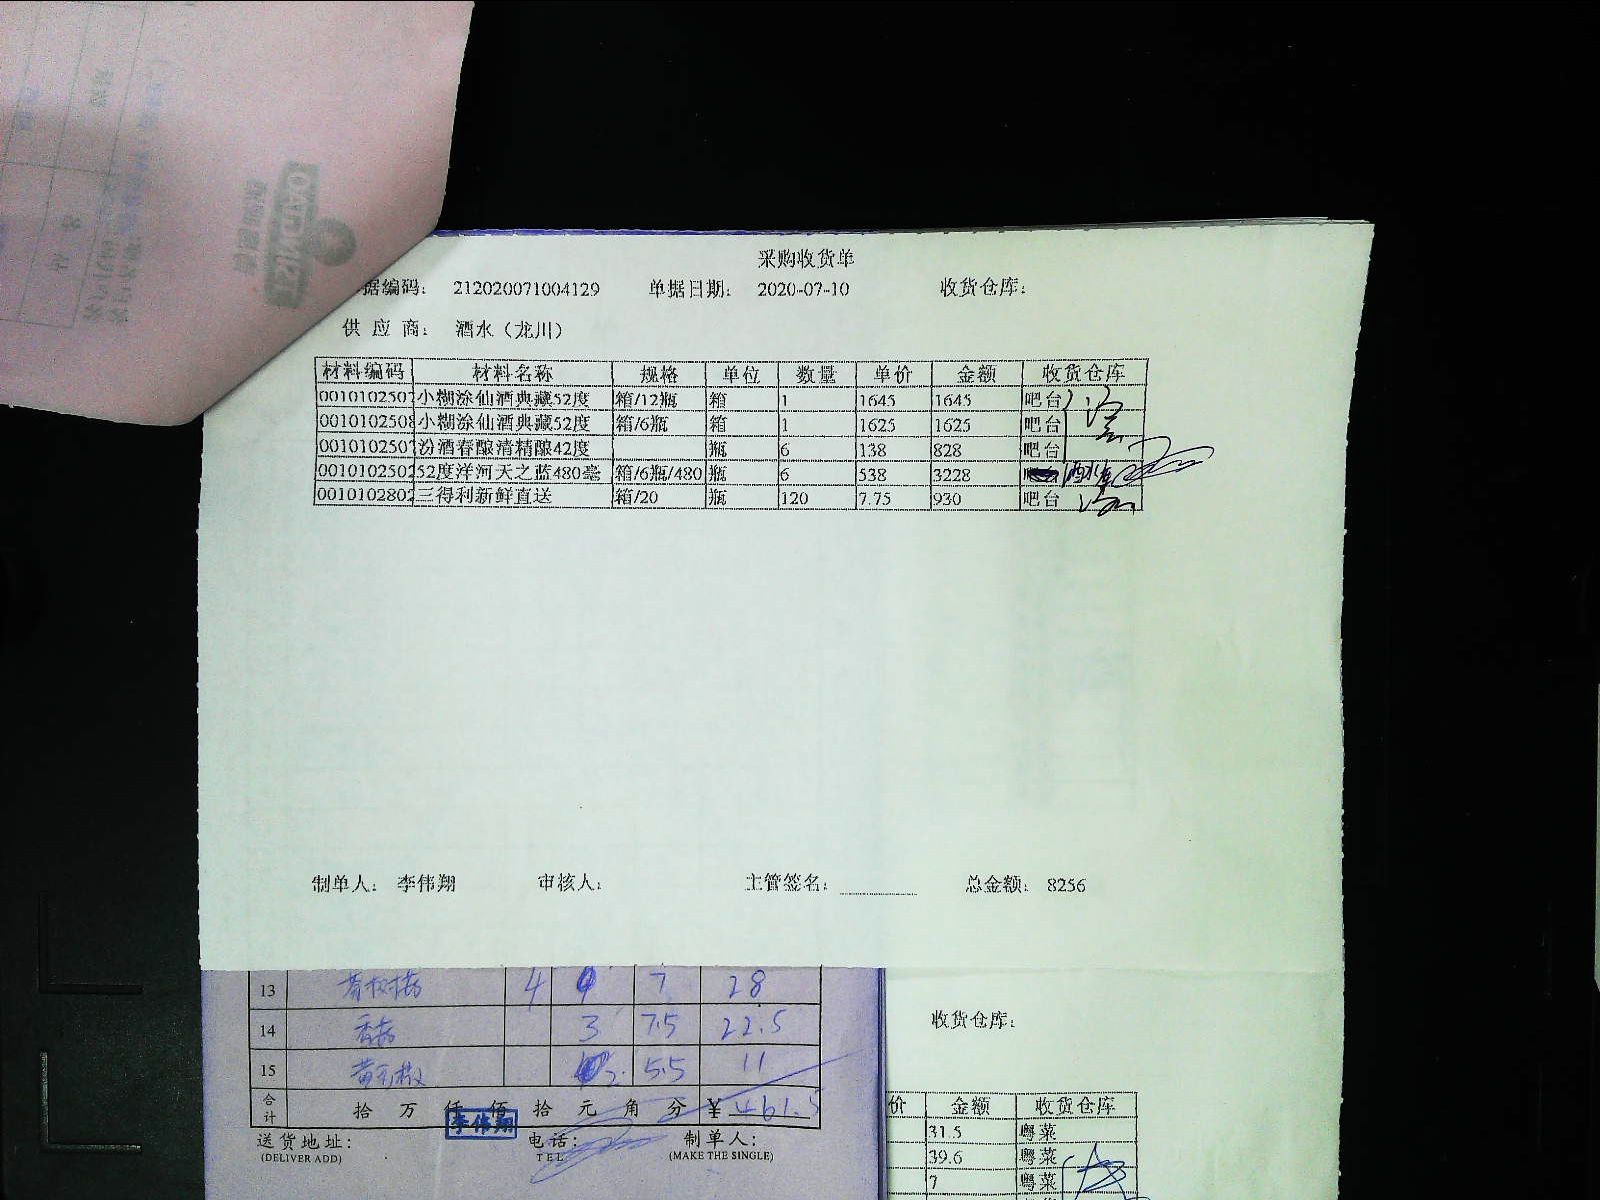 采购收货单
据编码： 212020071004129 单据日期： 2020-07-10 收货仓库：
供 应 商： 酒水（龙川）
材料编码 材料名称 规格 单位 数量 单价 金额 收货仓库
0010102507 小糊涂仙酒典藏52度 箱/12瓶 箱 1 1645 1645 吧台
0010102508 小糊涂仙酒典藏52度 箱/6瓶 箱 1 1625 1625 吧台
0010102507 汾酒春酿清精酿42度 瓶 6 138 828 吧台
0010102502 52度洋河天之蓝480毫 箱/6瓶/480 瓶 6 538 3228
0010102802 三得利新鲜直送 箱/20 瓶 120 7.75 930 吧台
制单人： 李伟翔 审核人： 主管签名： 总金额： 8256
13 4 7 28
14 香菇 3 7.5 22.5
15 2 5.5 11
合计 拾 万 仟 佰 拾 元 角 分 ¥ 461.5
李伟翔
送货地址： 电话： 制单人：
(DELIVER ADD) TEL (MAKE THE SINGLE)
收货仓库：
价 金额 收货仓库
31.5 粤菜
39.6 粤菜
7 粤菜